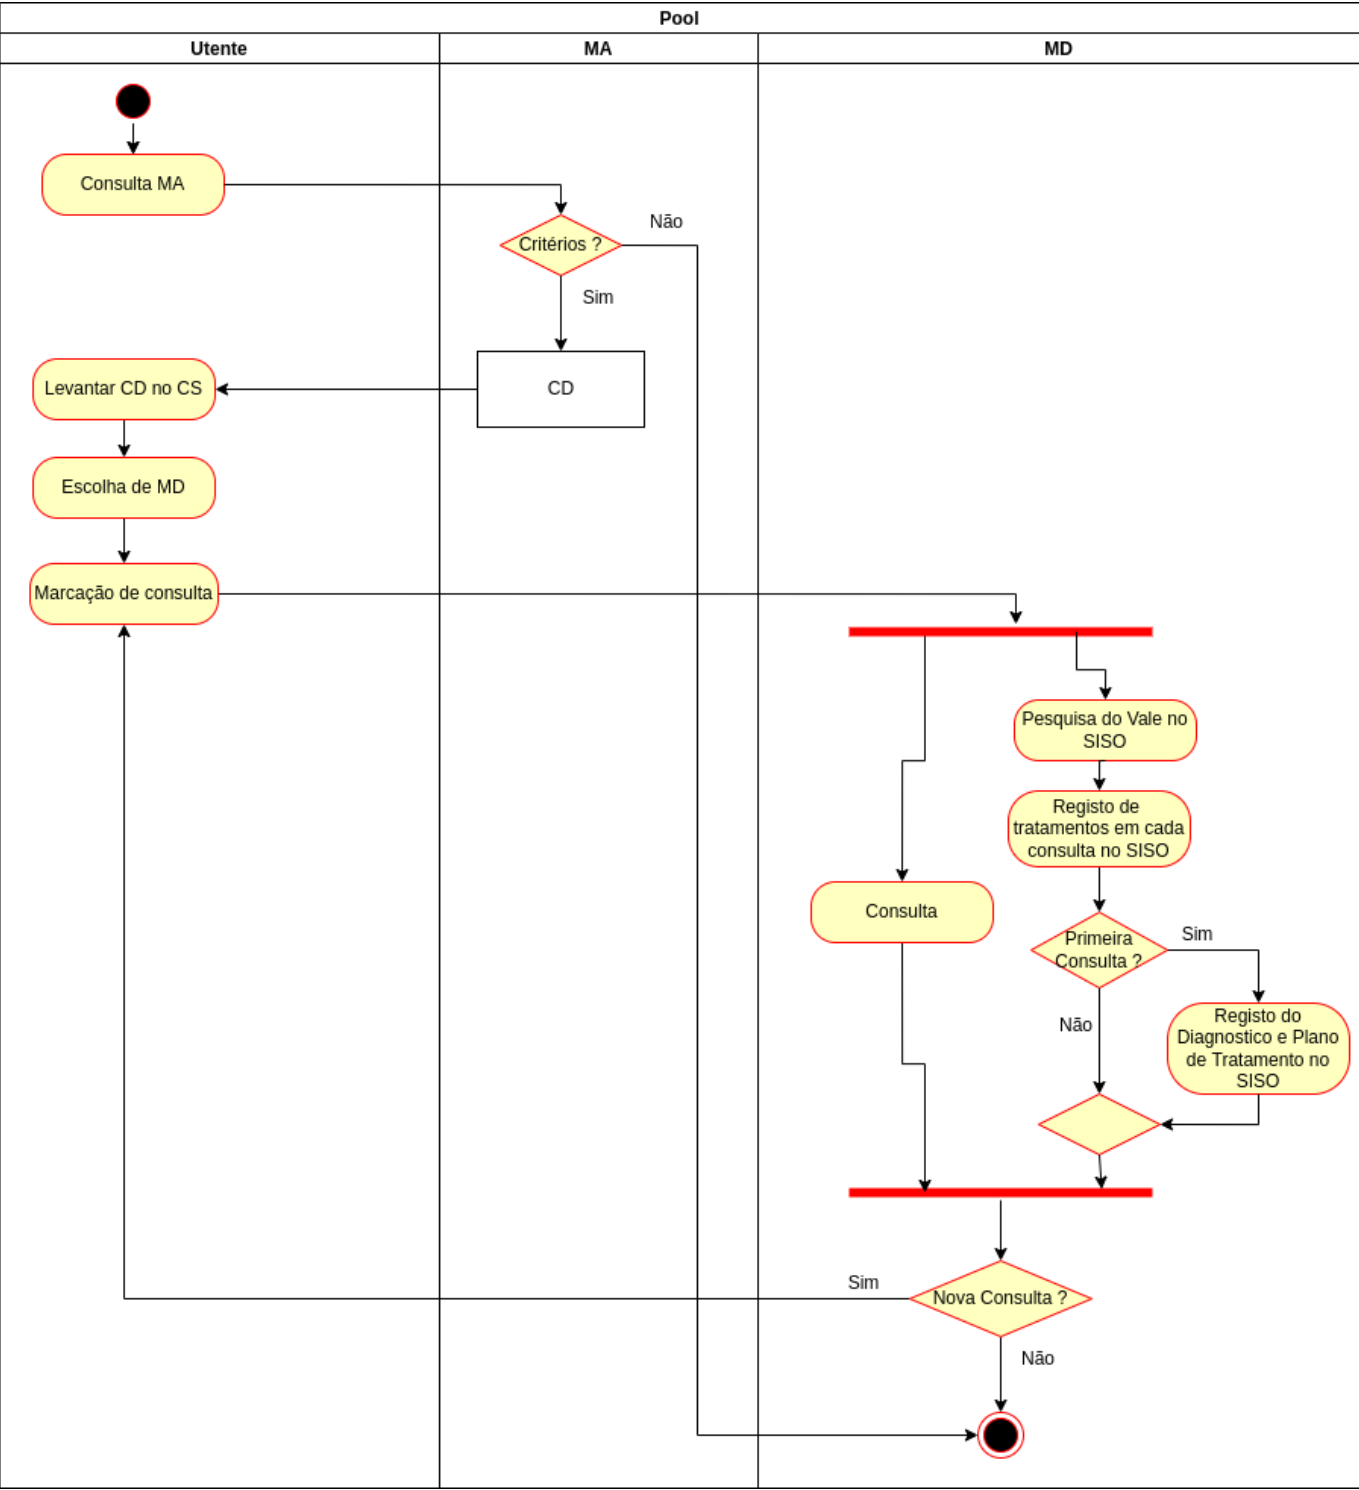 Pool
Utente
MA
MD
Consulta MA
Critérios ?
Não
Sim
CD
Levantar CD no CS
Escolha de MD
Marcação de consulta
Pesquisa do Vale no
SISO
Registo de
tratamentos em cada
consulta no SISO
Consulta
Primeira
Consulta ?
Sim
Não
Registo do
Diagnostico e Plano
de Tratamento no
SISO
Sim
Nova Consulta ?
Não